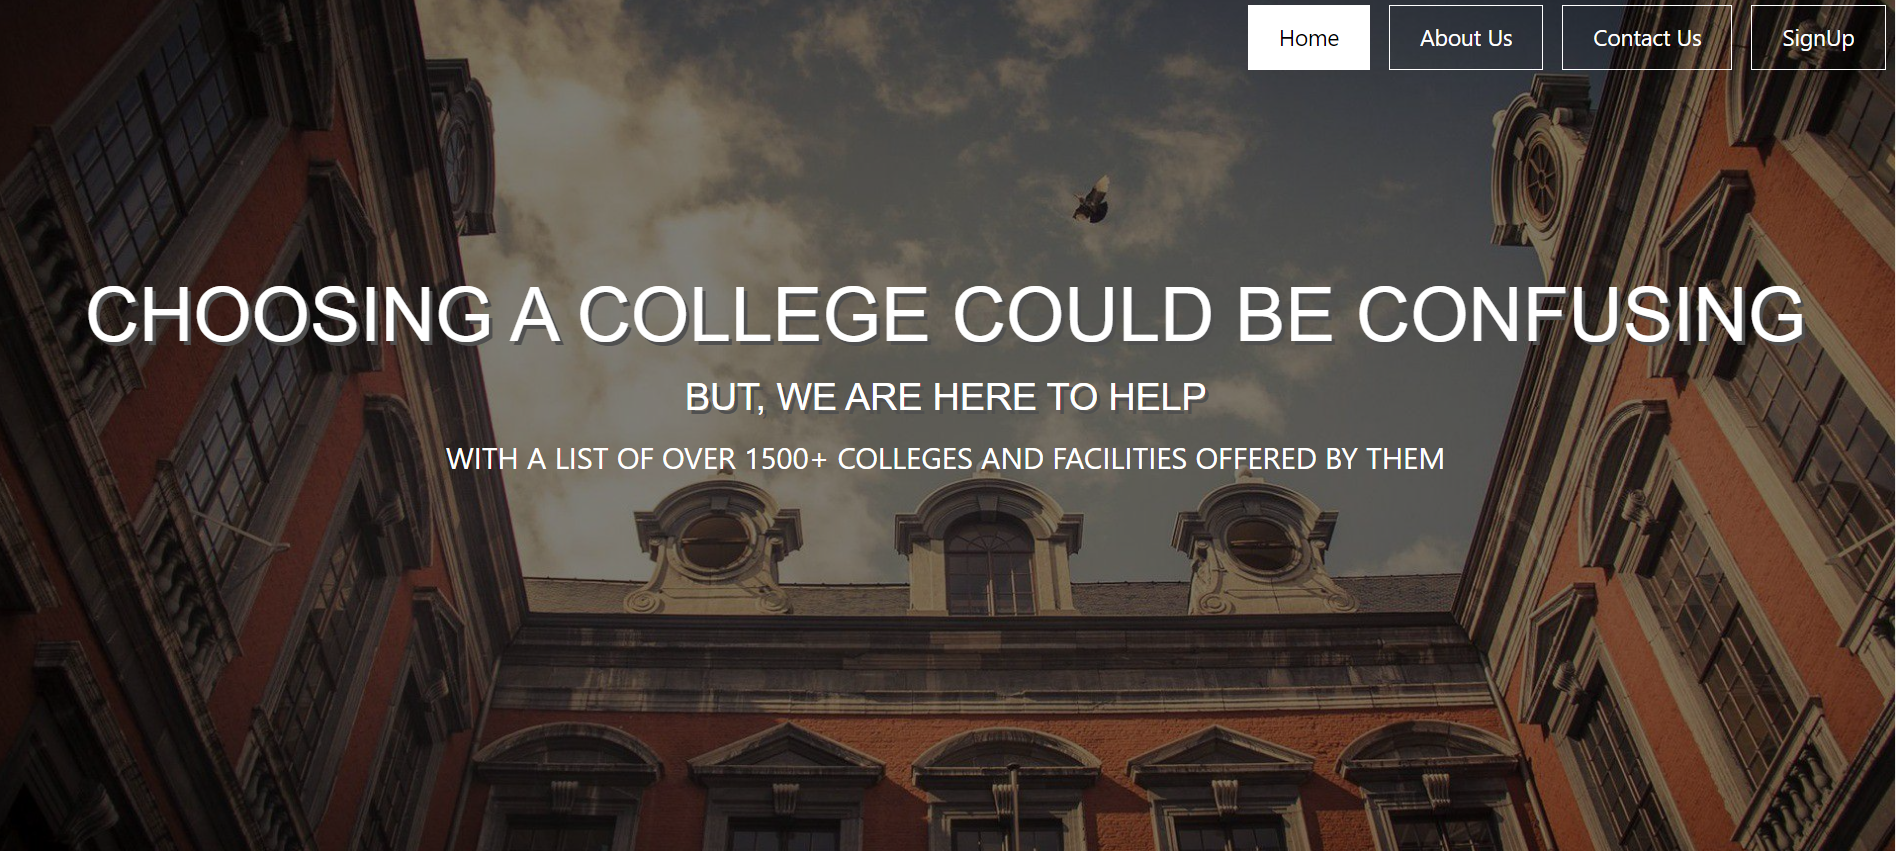 Home About Us Contact Us SignUp
CHOOSING A COLLEGE COULD BE CONFUSING
BUT, WE ARE HERE TO HELP
WITH A LIST OF OVER 1500+ COLLEGES AND FACILITIES OFFERED BY THEM